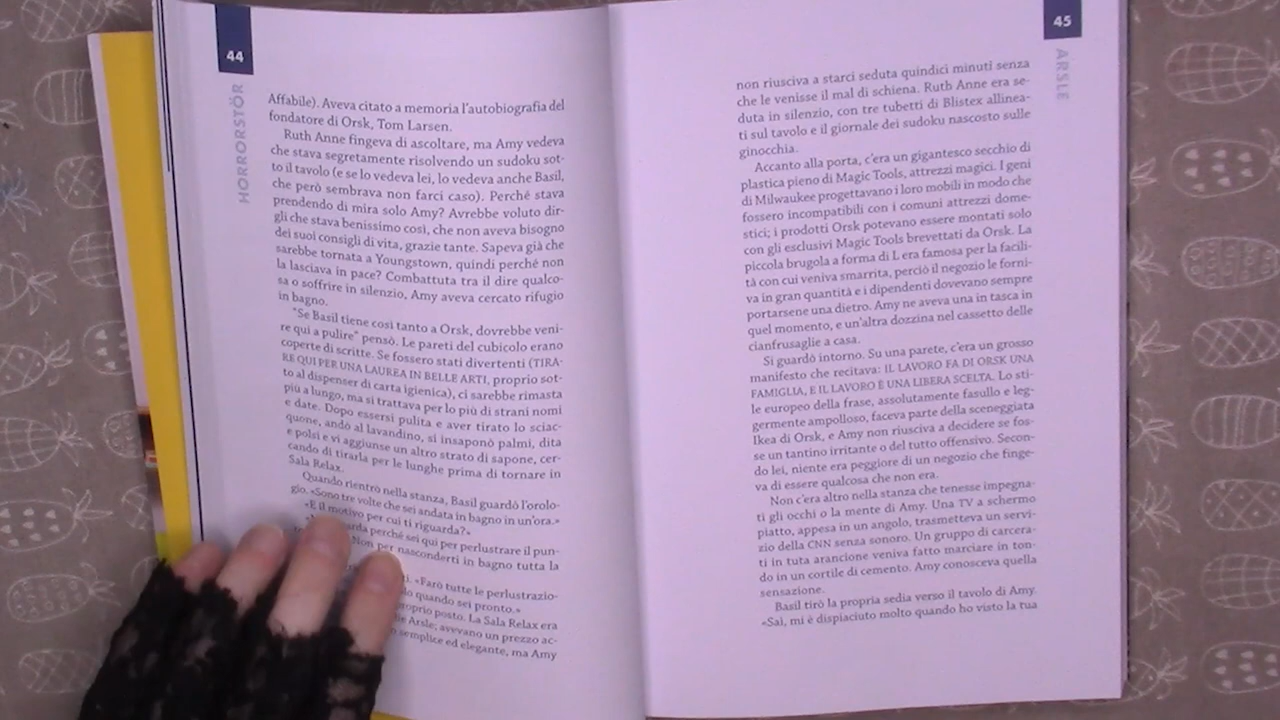 44
HORRORSTÖR
Affabile). Aveva citato a memoria l'autobiografia del
fondatore di Orsk, Tom Larsen.
Ruth Anne fingeva di ascoltare, ma Amy vedeva
che stava segretamente risolvendo un sudoku sot-
to il tavolo (e se lo vedeva lei, lo vedeva anche Basil,
che però sembrava non farci caso). Perché stava
prendendo di mira solo Amy? Avrebbe voluto dir-
gli che stava benissimo così, che non aveva bisogno
dei suoi consigli di vita, grazie tante. Sapeva già che
sarebbe tornata a Youngstown, quindi perché non
la lasciava in pace? Combattuta tra il dire qualco-
sa o soffrire in silenzio, Amy aveva cercato rifugio
in bagno.
"Se Basil tiene così tanto a Orsk, dovrebbe veni-
re qui a pulire" pensò. Le pareti del cubicolo erano
coperte di scritte. Se fossero stati divertenti (TIRA-
RE QUI PER UNA LAUREA IN BELLE ARTI, proprio sot-
to al dispenser di carta igienica), ci sarebbe rimasta
più a lungo, ma si trattava per lo più di strani nomi
e date. Dopo essersi pulita e aver tirato lo sciac-
quone, andò al lavandino, si insaponò palmi, dita
e polsi e vi aggiunse un altro strato di sapone, cer-
cando di tirarla per le lunghe prima di tornare in
Sala Relax.
Quando rientrò nella stanza, Basil guardò l'orolo-
gio. «Sono tre volte che sei andata in bagno in un'ora.»
«E il motivo per cui ti riguarda?»
perché sei qui per perlustrare il pun-
Non per nasconderti in bagno tutta la
«Farò tutte le perlustrazio-
quando sei pronto.»
proprio posto. La Sala Relax era
Arsle; avevano un prezzo ac-
semplice ed elegante, ma Amy
45
ARSLE
non riusciva a starci seduta quindici minuti senza
che le venisse il mal di schiena. Ruth Anne era se-
duta in silenzio, con tre tubetti di Blistex allinea-
ti sul tavolo e il giornale dei sudoku nascosto sulle
ginocchia.
Accanto alla porta, c'era un gigantesco secchio di
plastica pieno di Magic Tools, attrezzi magici. I geni
di Milwaukee progettavano i loro mobili in modo che
fossero incompatibili con i comuni attrezzi dome-
stici; i prodotti Orsk potevano essere montati solo
con gli esclusivi Magic Tools brevettati da Orsk. La
piccola brugola a forma di L era famosa per la facili-
tà con cui veniva smarrita, perciò il negozio le forni-
va in gran quantità e i dipendenti dovevano sempre
portarsene una dietro. Amy ne aveva una in tasca in
quel momento, e un'altra dozzina nel cassetto delle
cianfrusaglie a casa.
Si guardò intorno. Su una parete, c'era un grosso
manifesto che recitava: IL LAVORO FA DI ORSK UNA
FAMIGLIA, E IL LAVORO È UNA LIBERA SCELTA. Lo sti-
le europeo della frase, assolutamente fasullo e leg-
germente ampolloso, faceva parte della sceneggiata
Ikea di Orsk, e Amy non riusciva a decidere se fos-
se un tantino irritante o del tutto offensivo. Secon-
do lei, niente era peggiore di un negozio che finge-
va di essere qualcosa che non era.
Non c'era altro nella stanza che tenesse impegna-
ti gli occhi o la mente di Amy. Una TV a schermo
piatto, appesa in un angolo, trasmetteva un servi-
zio della CNN senza sonoro. Un gruppo di carcera-
ti in tuta arancione veniva fatto marciare in ton-
do in un cortile di cemento. Amy conosceva quella
sensazione.
Basil tirò la propria sedia verso il tavolo di Amy.
«Sai, mi è dispiaciuto molto quando ho visto la tua